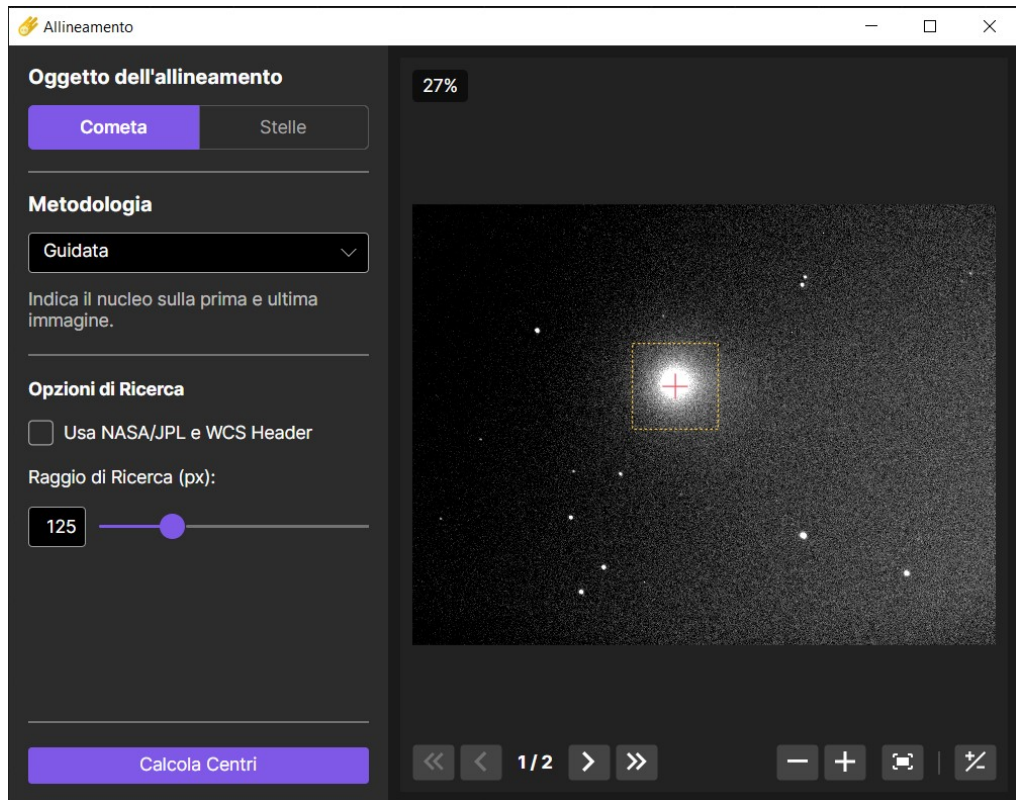 Allineamento
Oggetto dell'allineamento
Cometa
Stelle
Metodologia
Guidata
Indica il nucleo sulla prima e ultima
immagine.
Opzioni di Ricerca
Usa NASA/JPL e WCS Header
Raggio di Ricerca (px):
125
Calcola Centri
27%
1/2